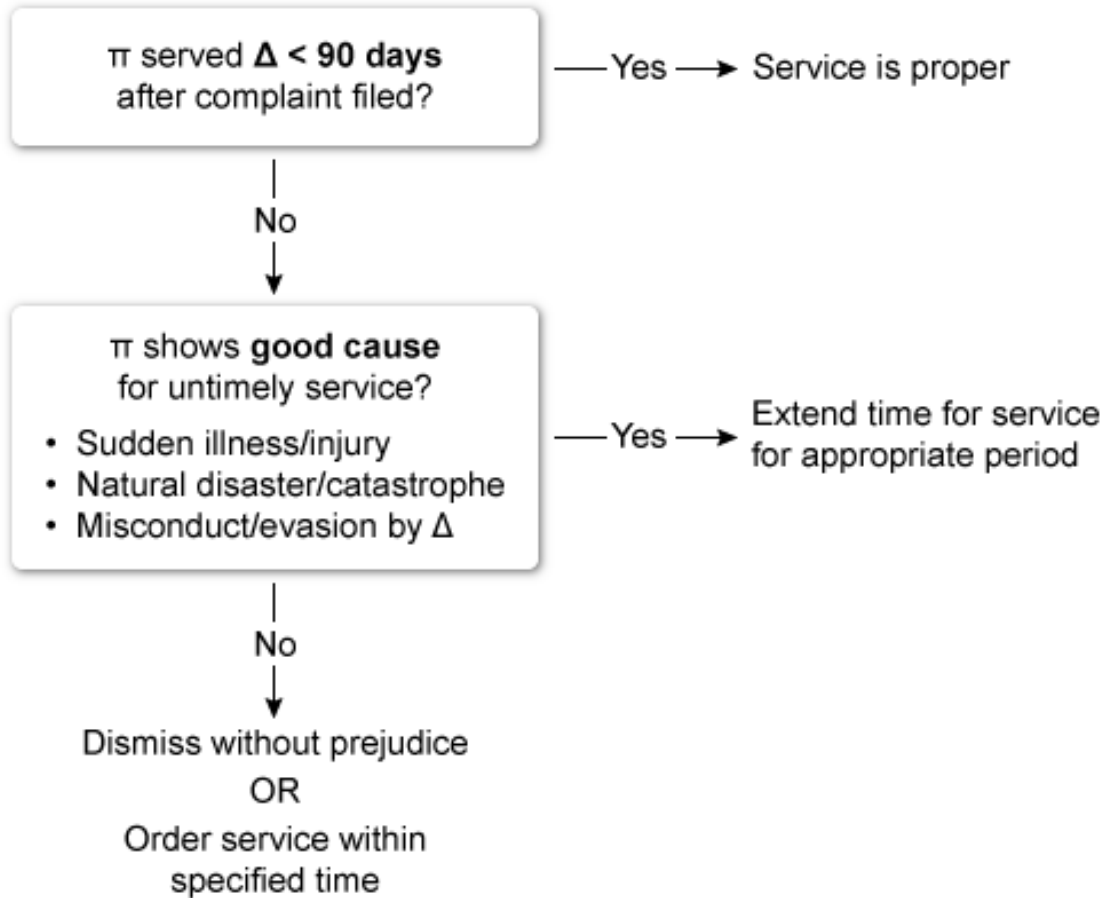 π served Δ < 90 days
after complaint filed?
Yes
Service is proper
No
π shows good cause
for untimely service?
• Sudden illness/injury
• Natural disaster/catastrophe
• Misconduct/evasion by Δ
Yes
Extend time for service
for appropriate period
No
Dismiss without prejudice
OR
Order service within
specified time